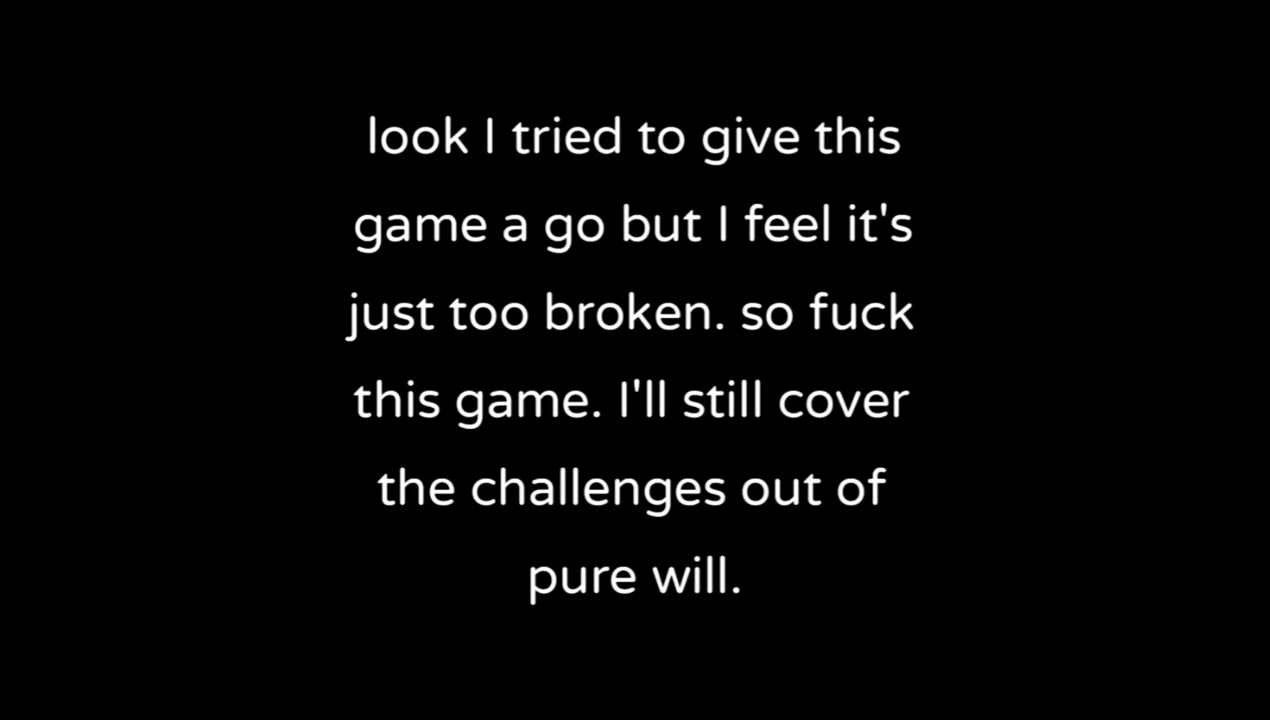 look I tried to give this
game a go but I feel it's
just too broken. so fuck
this game. I'll still cover
the challenges out of
pure will.